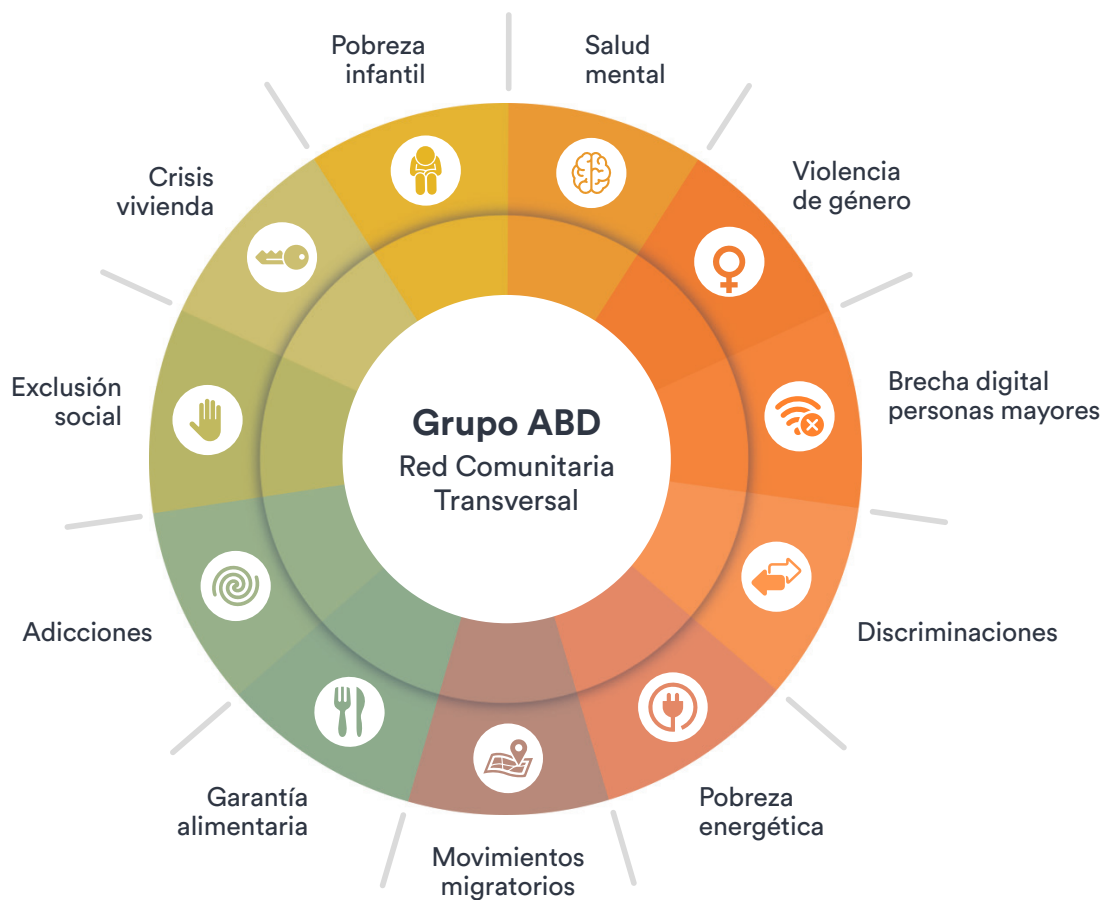 Pobreza
infantil
Salud
mental
Violencia
de género
Brecha digital
personas mayores
Discriminaciones
Pobreza
energética
Movimientos
migratorios
Garantía
alimentaria
Adicciones
Exclusión
social
Crisis
vivienda
Grupo ABD
Red Comunitaria
Transversal